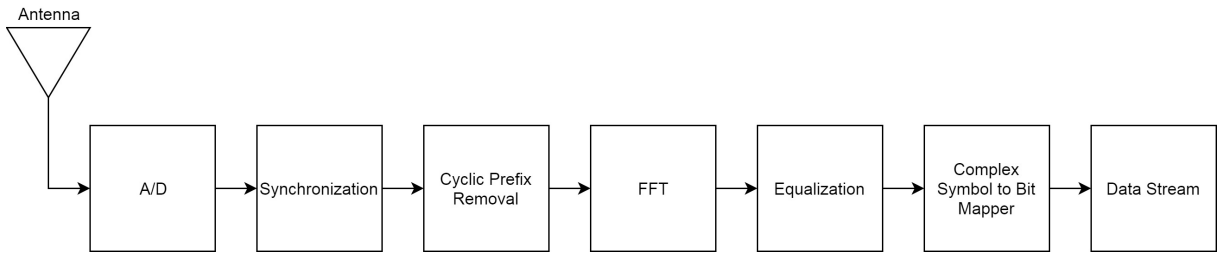 Antenna
A/D
Synchronization
Cyclic Prefix
Removal
FFT
Equalization
Complex
Symbol to Bit
Mapper
Data Stream